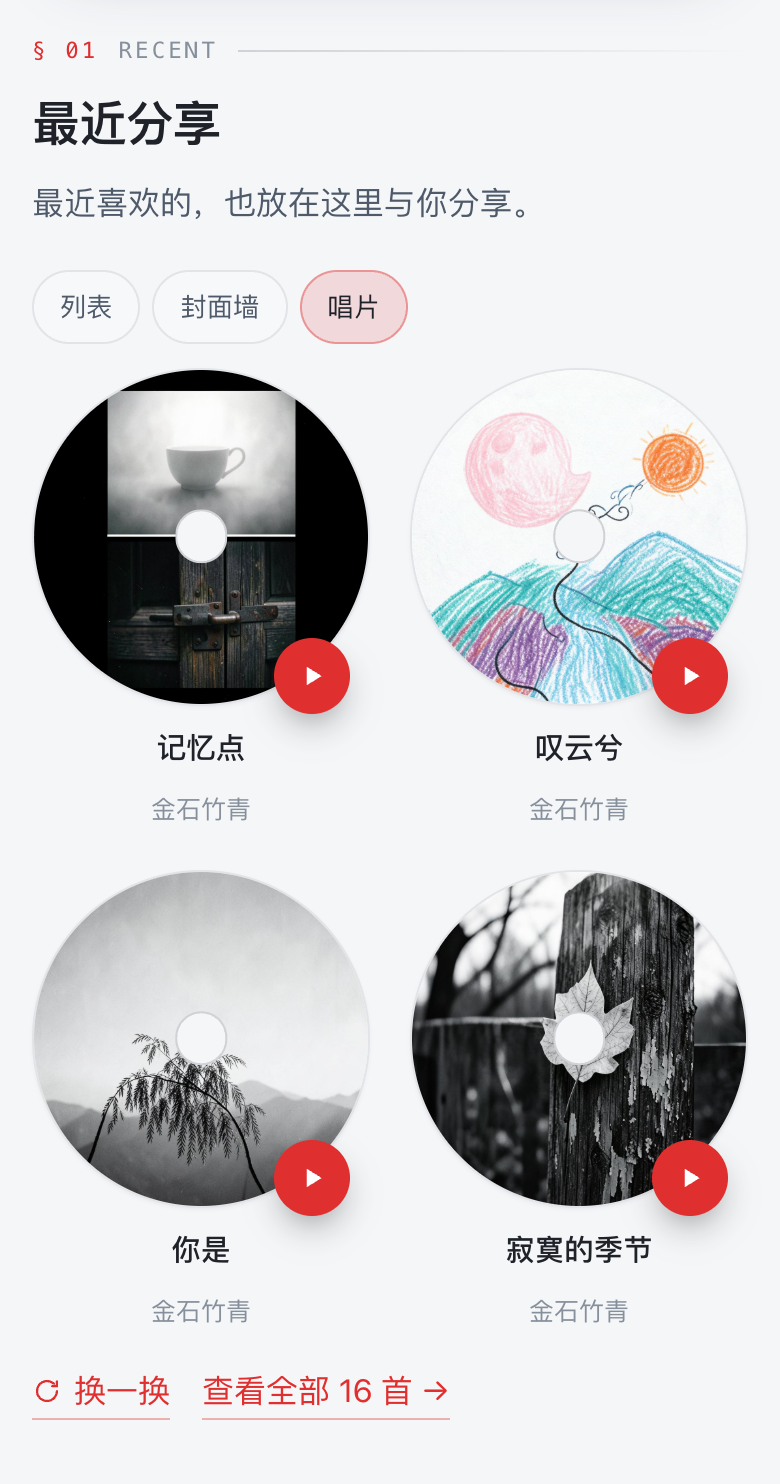 § 01 RECENT
最近分享
最近喜欢的，也放在这里与你分享。
列表 封面墙 唱片
记忆点 叹云兮
金石竹青 金石竹青
你是 寂寞的季节
金石竹青 金石竹青
换一换 查看全部 16 首 →